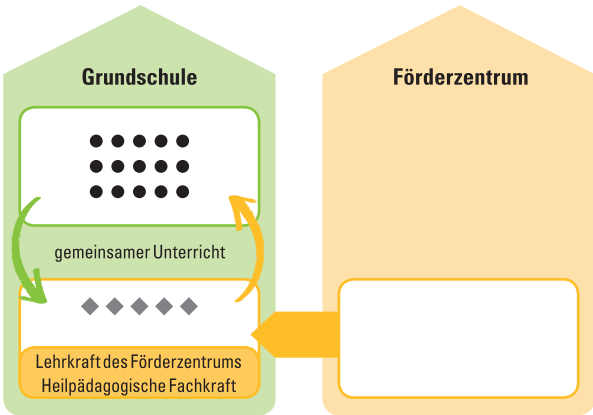 Grundschule
Förderzentrum
gemeinsamer Unterricht
Lehrkraft des Förderzentrums
Heilpädagogische Fachkraft